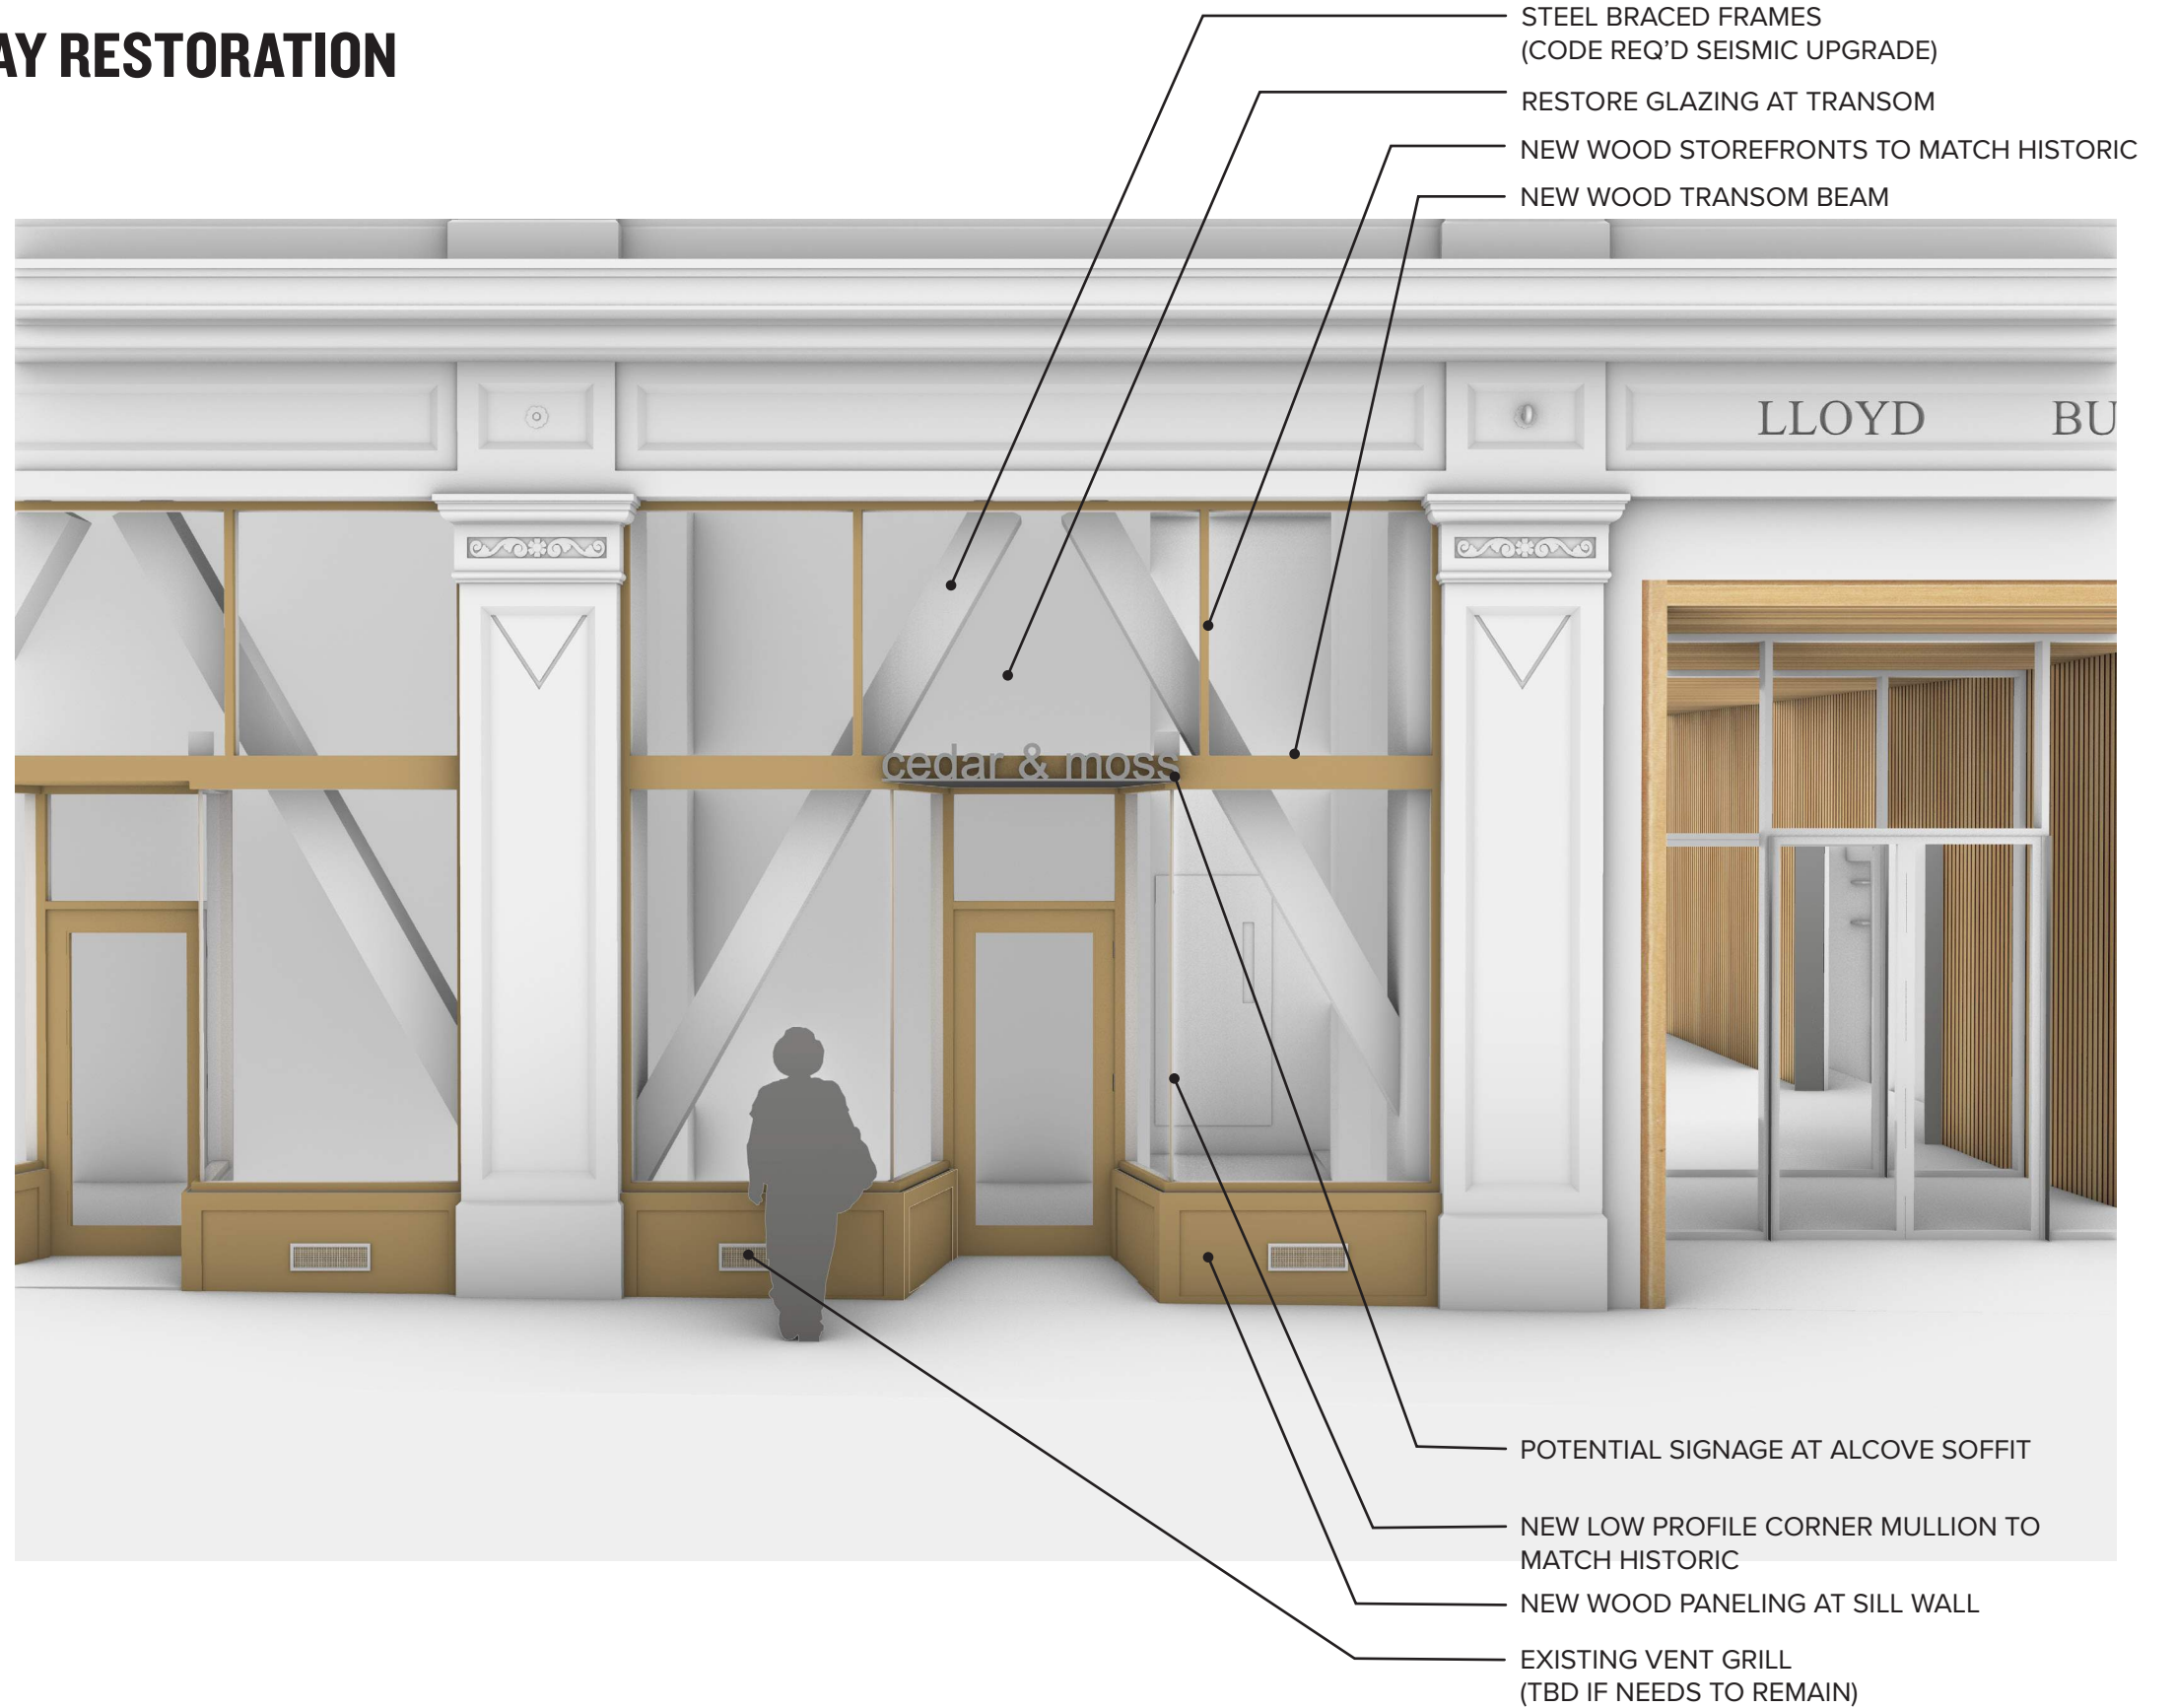 AY RESTORATION
STEEL BRACED FRAMES
(CODE REQ'D SEISMIC UPGRADE)
RESTORE GLAZING AT TRANSOM
NEW WOOD STOREFRONTS TO MATCH HISTORIC
NEW WOOD TRANSOM BEAM
LLOYD BU
cedar & moss
POTENTIAL SIGNAGE AT ALCOVE SOFFIT
NEW LOW PROFILE CORNER MULLION TO
MATCH HISTORIC
NEW WOOD PANELING AT SILL WALL
EXISTING VENT GRILL
(TBD IF NEEDS TO REMAIN)